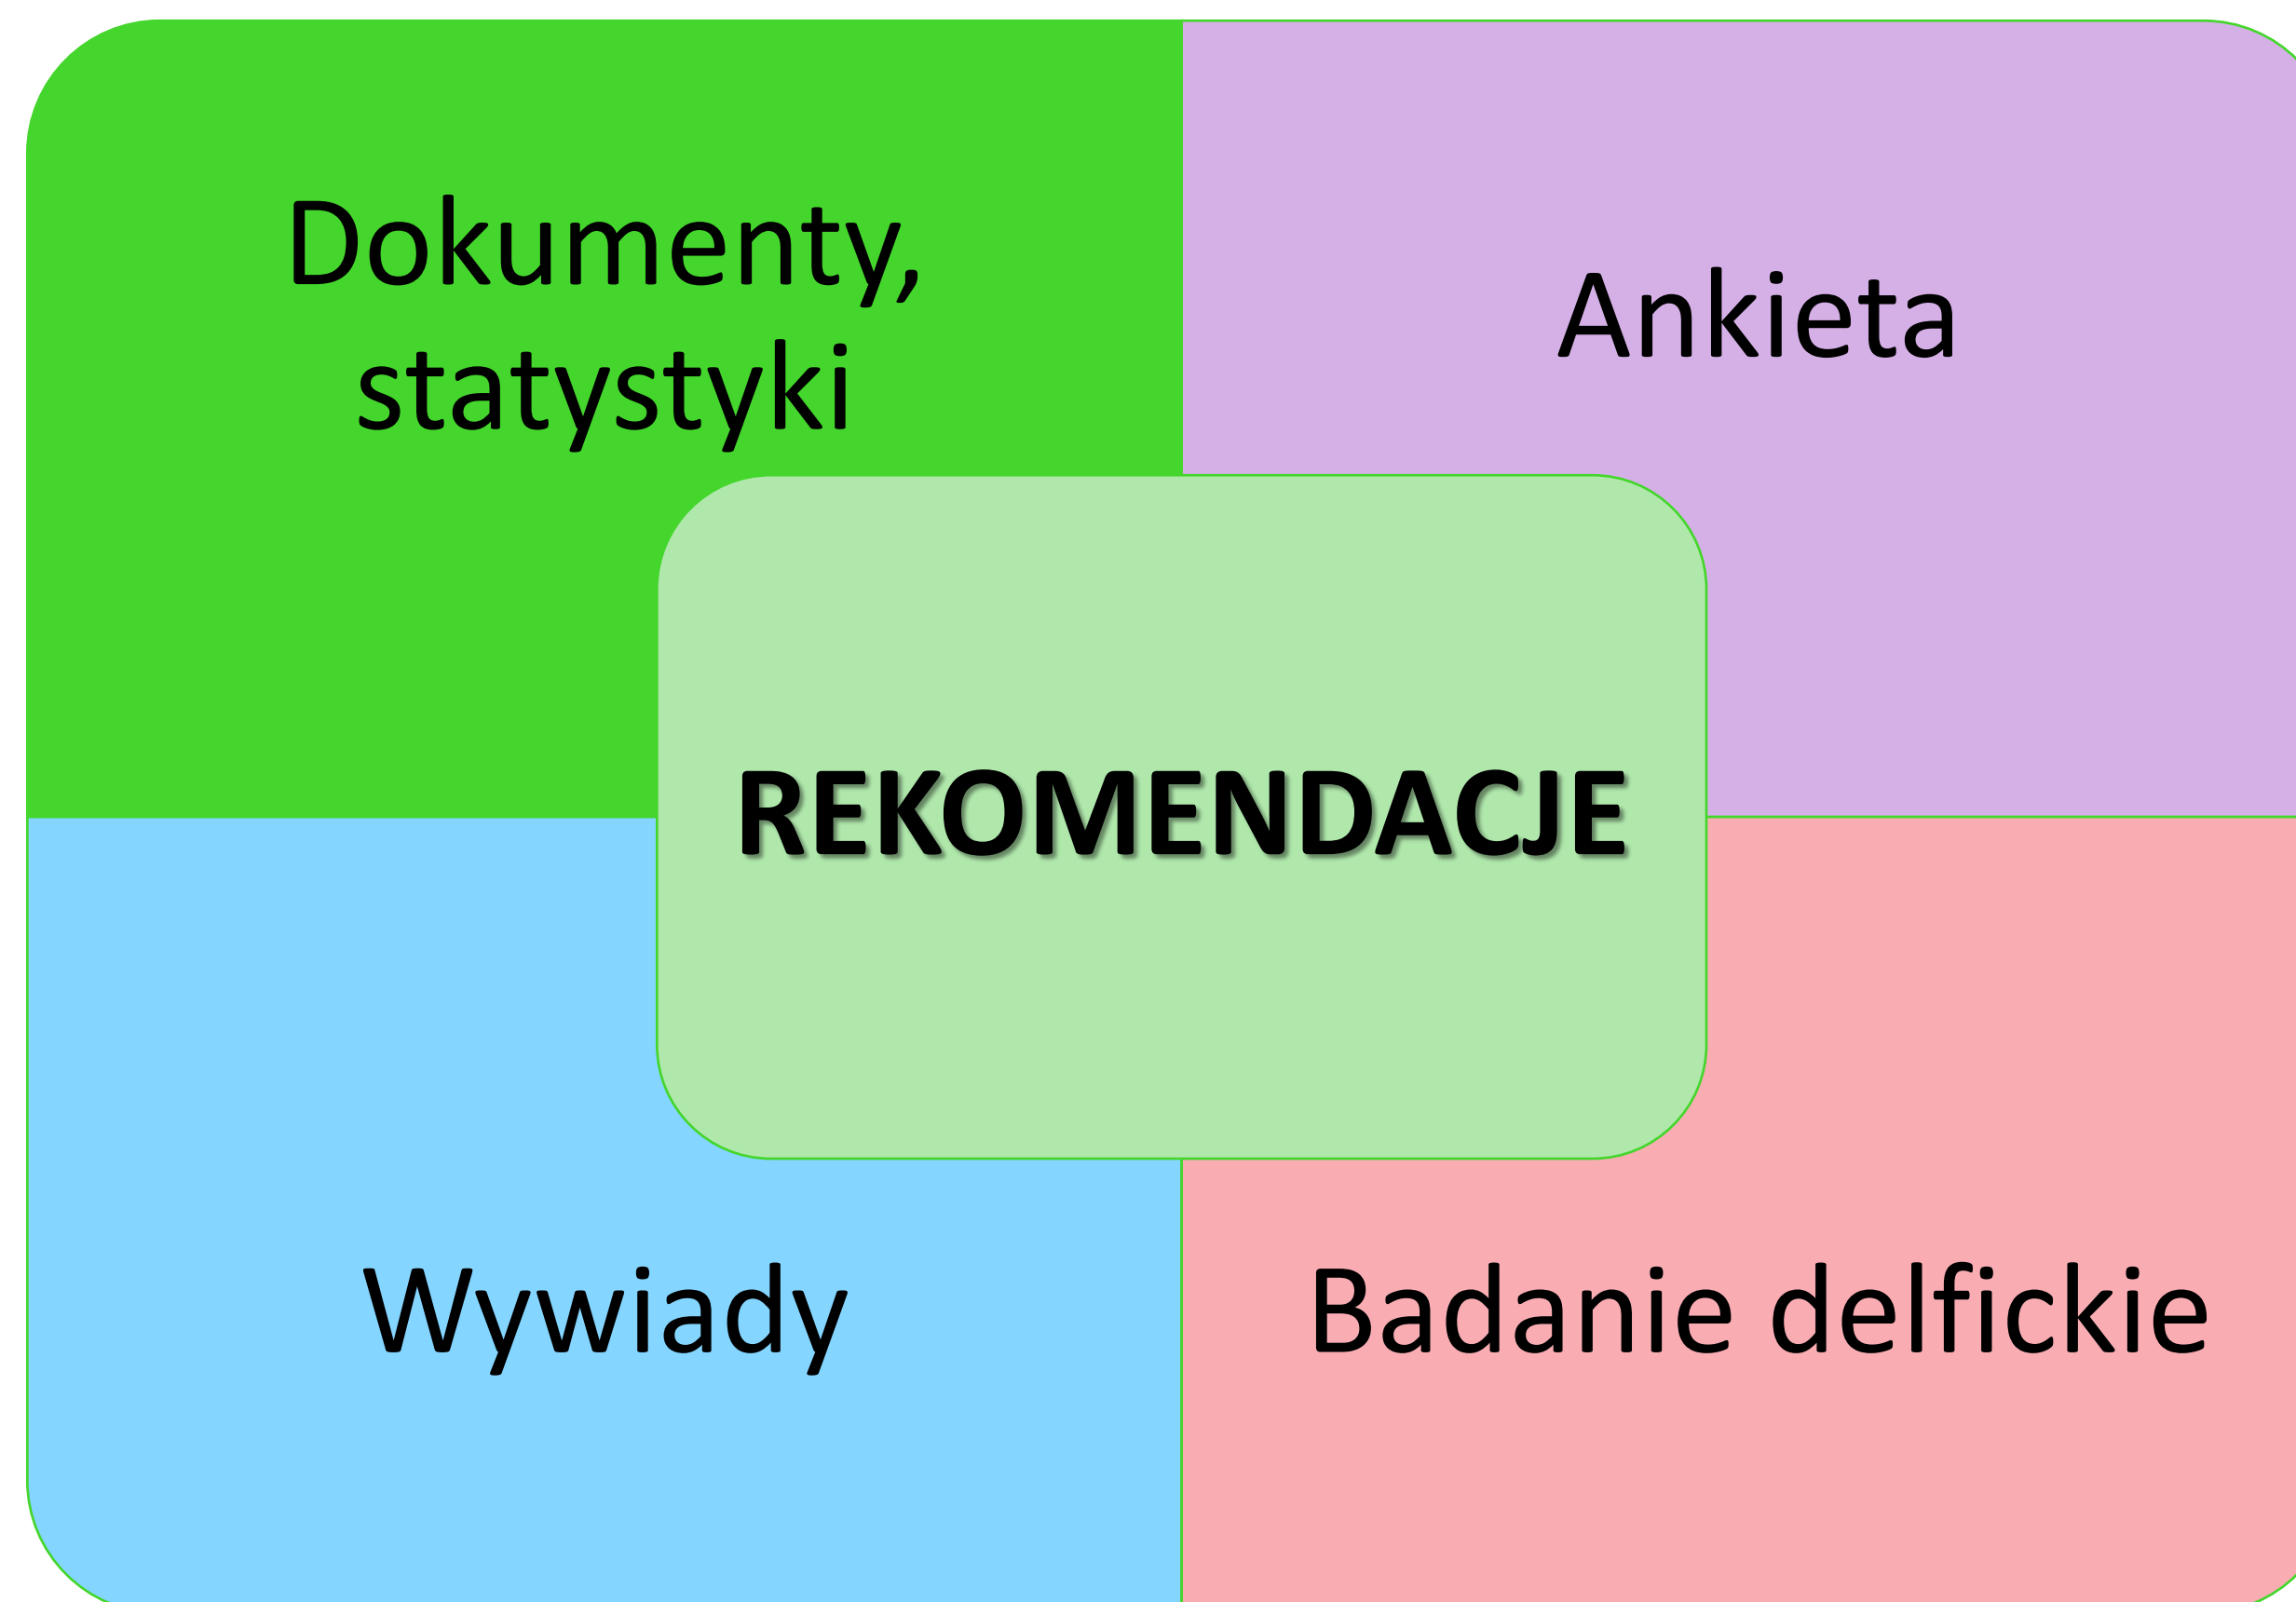 Dokumenty,
statystyki
Ankieta
REKOMENDACJE
Wywiady
Badanie delfickie